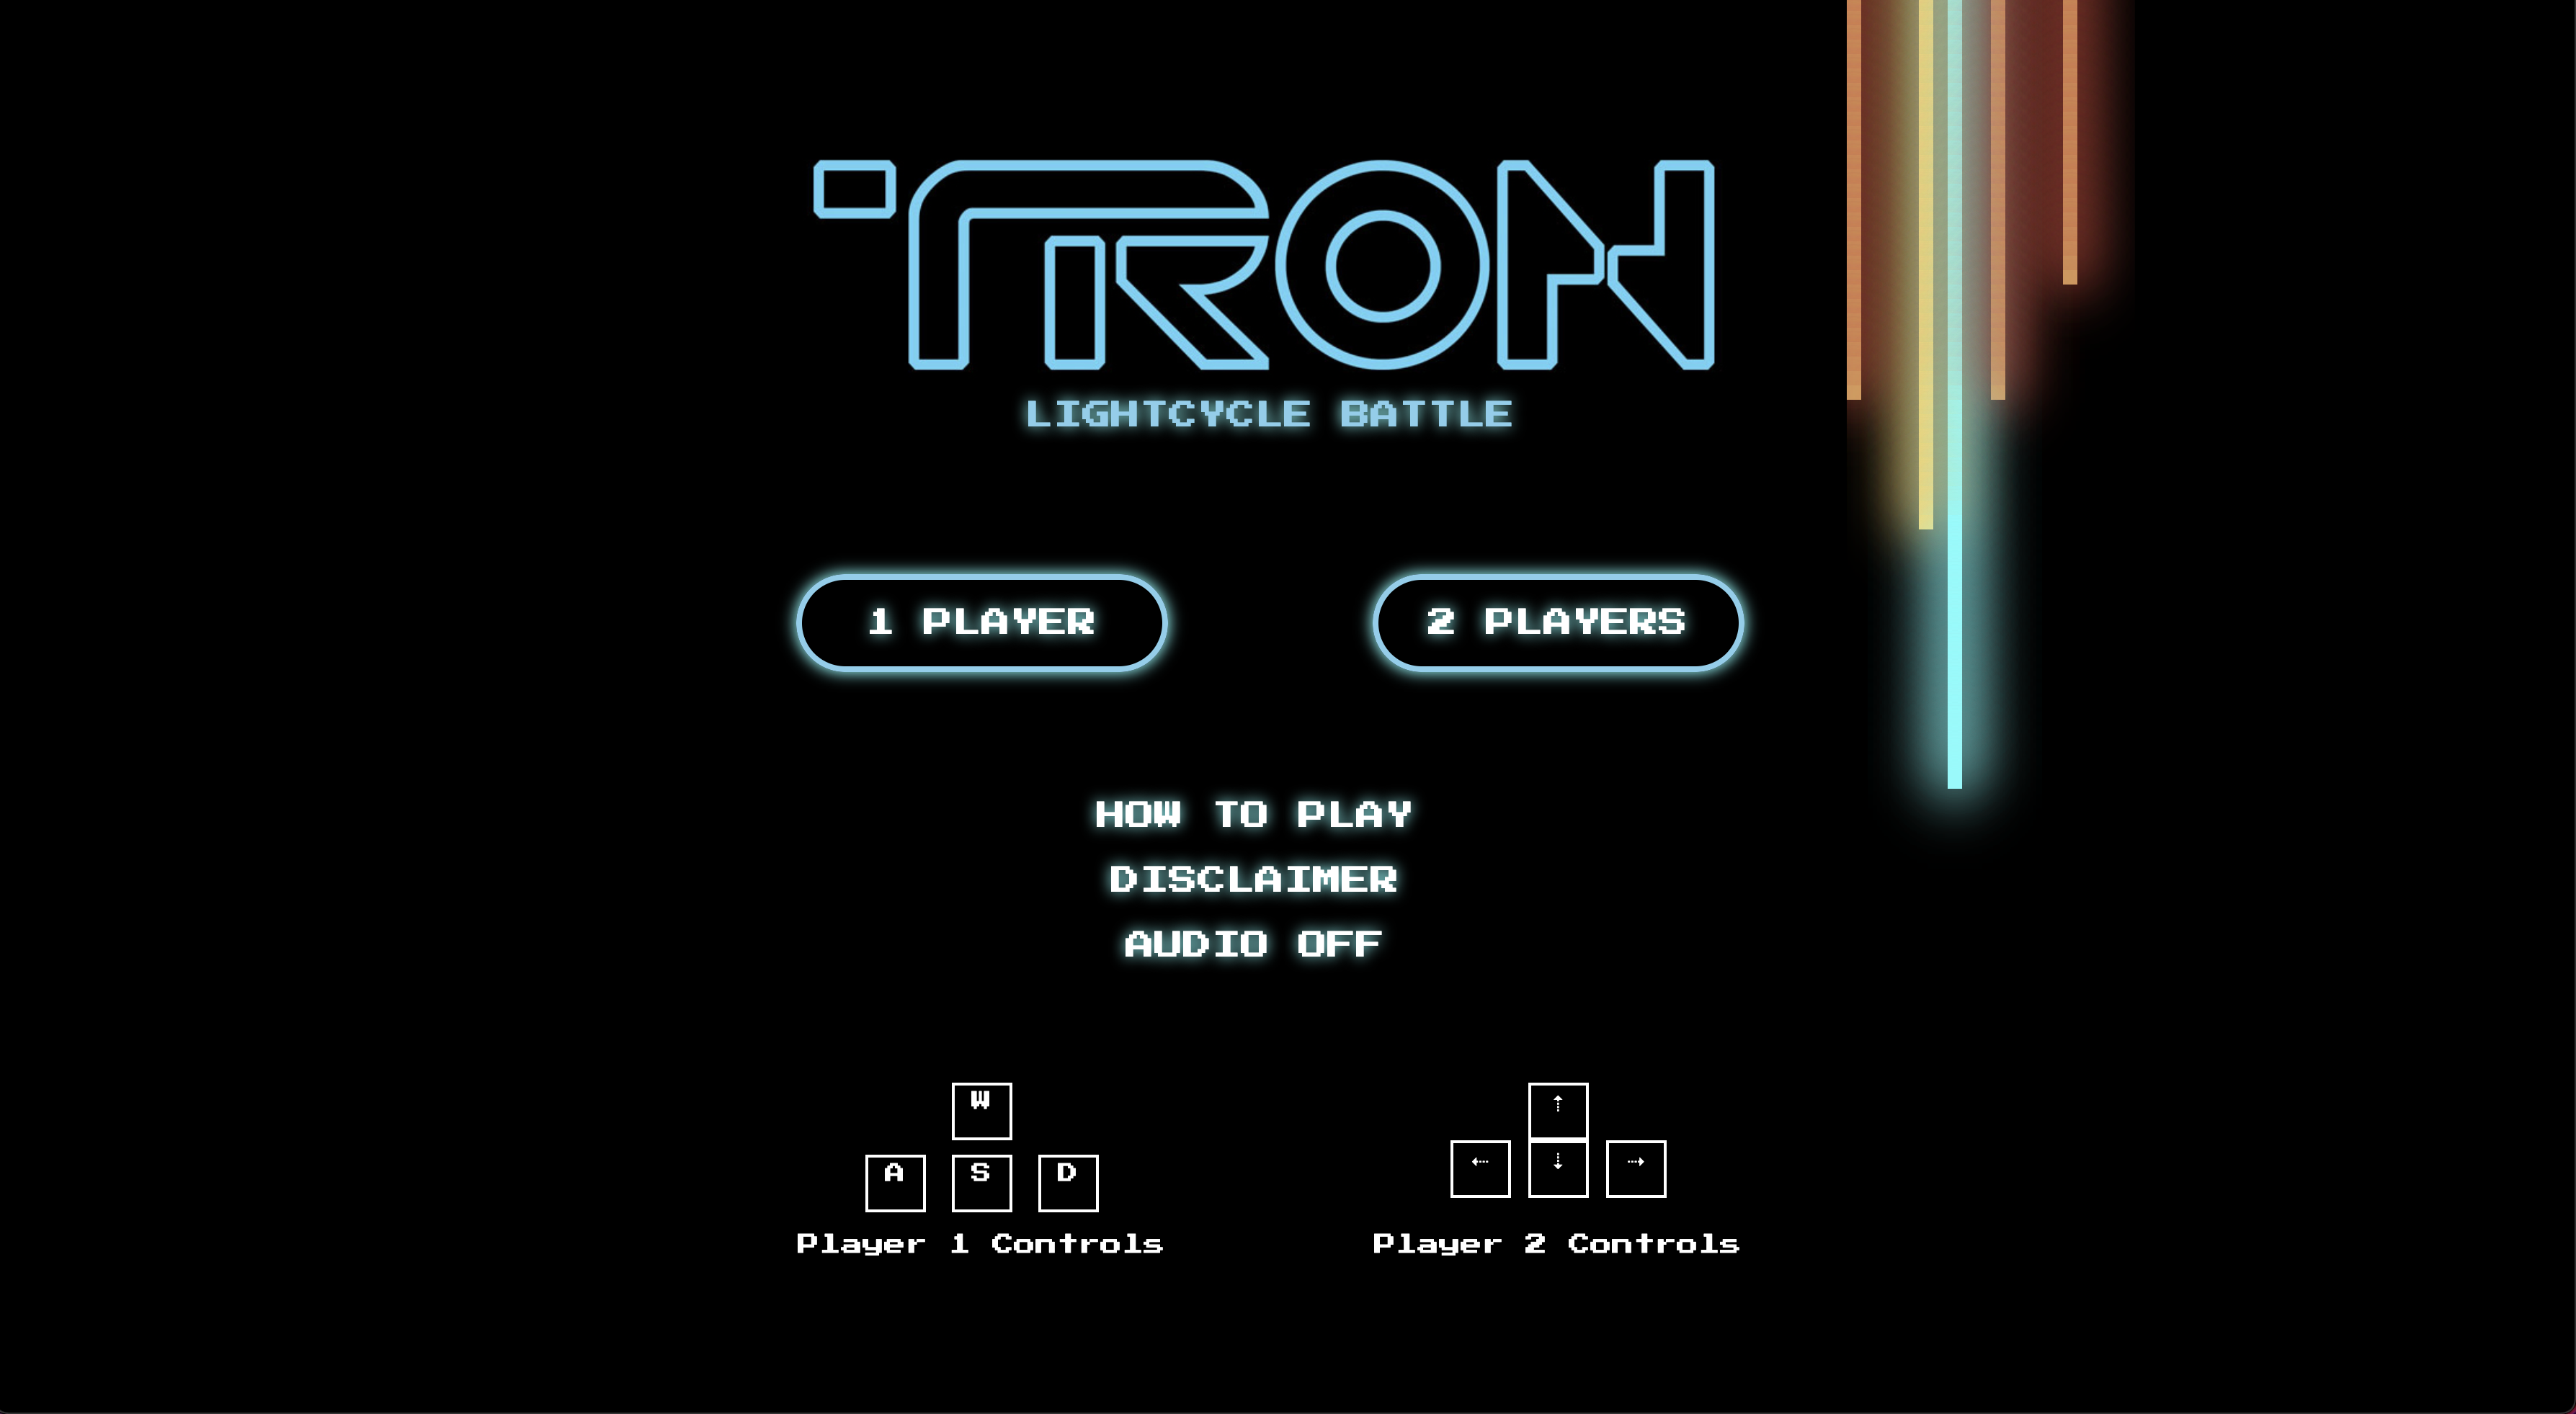 TRON
LIGHTCYCLE BATTLE
1 PLAYER
2 PLAYERS
HOW TO PLAY
DISCLAIMER
AUDIO OFF
W
A S D
Player 1 Controls
↑
← ↓ →
Player 2 Controls